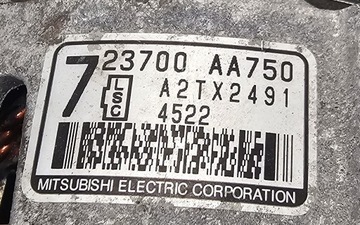 7 23700 AA750
LSC A2TX2491
4522
MITSUBISHI ELECTRIC CORPORATION